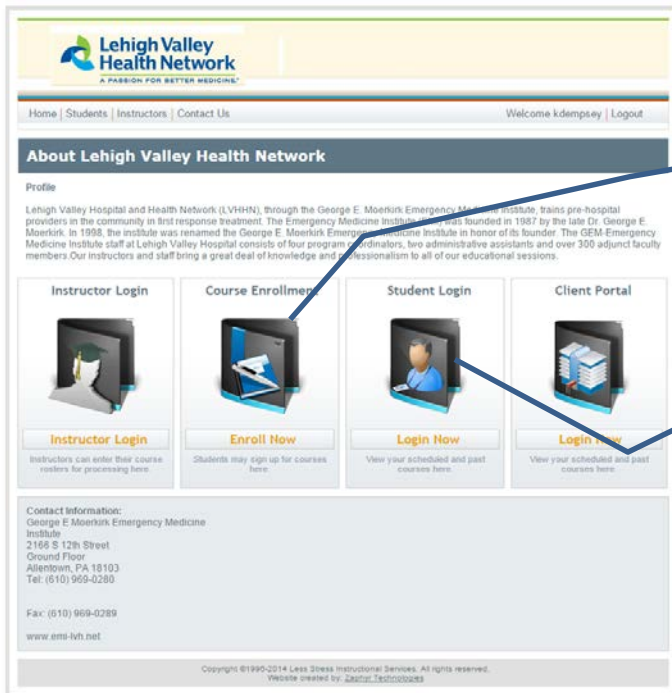 Lehigh Valley
Health Network
A PASSION FOR BETTER MEDICINE.™
Home | Students | Instructors | Contact Us
Welcome kdempsey | Logout
About Lehigh Valley Health Network
Profile
Lehigh Valley Hospital and Health Network (LVHHN), through the George E. Moerkirk Emergency Medicine Institute, trains pre-hospital
providers in the community in first response treatment. The Emergency Medicine Institute was founded in 1987 by the late Dr. George E.
Moerkirk. In 1998, the institute was renamed the George E. Moerkirk Emergency Medicine Institute in honor of its founder. The GEM-Emergency
Medicine Institute staff at Lehigh Valley Hospital consists of four program coordinators, two administrative assistants and over 300 adjunct faculty
members.Our instructors and staff bring a great deal of knowledge and professionalism to all of our educational sessions.
Instructor Login
Instructor Login
Instructors can enter their course
rosters for processing here.
Course Enrollment
Enroll Now
Students may sign up for courses
here.
Student Login
Login Now
View your scheduled and past
courses here.
Client Portal
Login Now
View your scheduled and past
courses here.
Contact Information:
George E Moerkirk Emergency Medicine
Institute
2166 S 12th Street
Ground Floor
Allentown, PA 18103
Tel: (610) 969-0280
Fax: (610) 969-0289
www.emi-lvh.net
Copyright ©1990-2014 Less Stress Instructional Services. All rights reserved.
Website created by: Zephyr Technologies